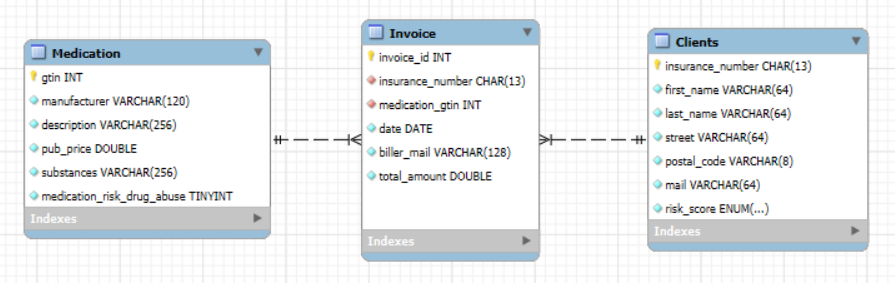 Medication
gtin INT
manufacturer VARCHAR(120)
description VARCHAR(256)
pub_price DOUBLE
substances VARCHAR(256)
medication_risk_drug_abuse TINYINT
Indexes
Invoice
invoice_id INT
insurance_number CHAR(13)
medication_gtin INT
date DATE
biller_mail VARCHAR(128)
total_amount DOUBLE
Indexes
Clients
insurance_number CHAR(13)
first_name VARCHAR(64)
last_name VARCHAR(64)
street VARCHAR(64)
postal_code VARCHAR(8)
mail VARCHAR(64)
risk_score ENUM(...)
Indexes